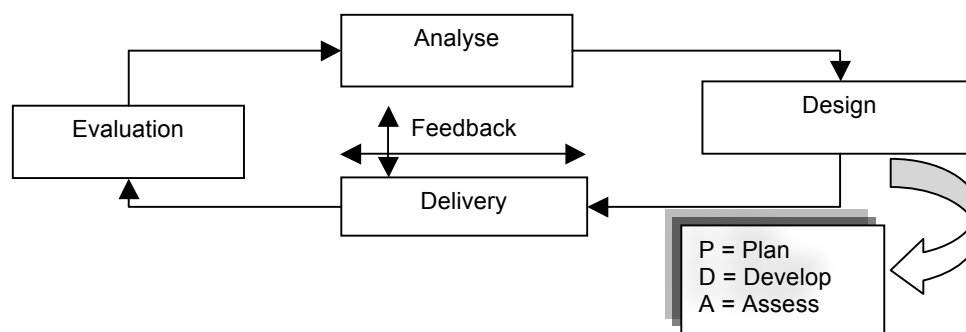 Analyse
Design
Evaluation
Feedback
Delivery
P = Plan
D = Develop
A = Assess